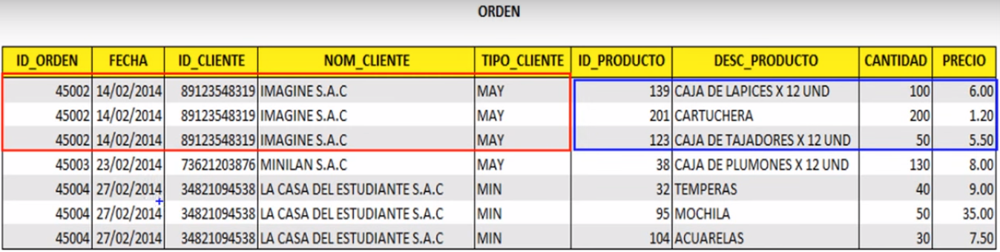 ORDEN
ID_ORDEN FECHA ID_CLIENTE NOM_CLIENTE TIPO_CLIENTE ID_PRODUCTO DESC_PRODUCTO CANTIDAD PRECIO
45002 14/02/2014 89123548319 IMAGINE S.A.C MAY 139 CAJA DE LAPICES X 12 UND 100 6.00
45002 14/02/2014 89123548319 IMAGINE S.A.C MAY 201 CARTUCHERA 200 1.20
45002 14/02/2014 89123548319 IMAGINE S.A.C MAY 123 CAJA DE TAJADORES X 12 UND 50 5.50
45003 23/02/2014 73621203876 MINILAN S.A.C MAY 38 CAJA DE PLUMONES X 12 UND 130 8.00
45004 27/02/2014 34821094538 LA CASA DEL ESTUDIANTE S.A.C MIN 32 TEMPERAS 40 9.00
45004 27/02/2014 34821094538 LA CASA DEL ESTUDIANTE S.A.C MIN 95 MOCHILA 50 35.00
45004 27/02/2014 34821094538 LA CASA DEL ESTUDIANTE S.A.C MIN 104 ACUARELAS 30 7.50